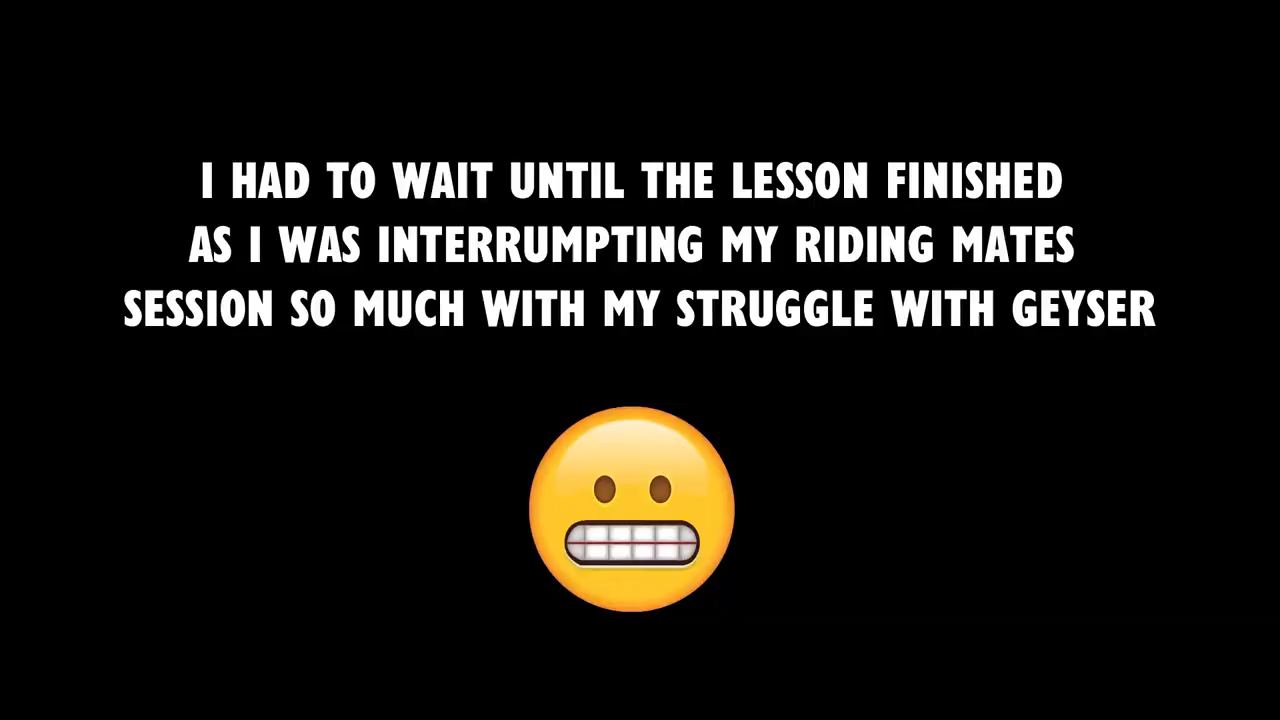 I HAD TO WAIT UNTIL THE LESSON FINISHED
AS I WAS INTERRUMPTING MY RIDING MATES
SESSION SO MUCH WITH MY STRUGGLE WITH GEYSER